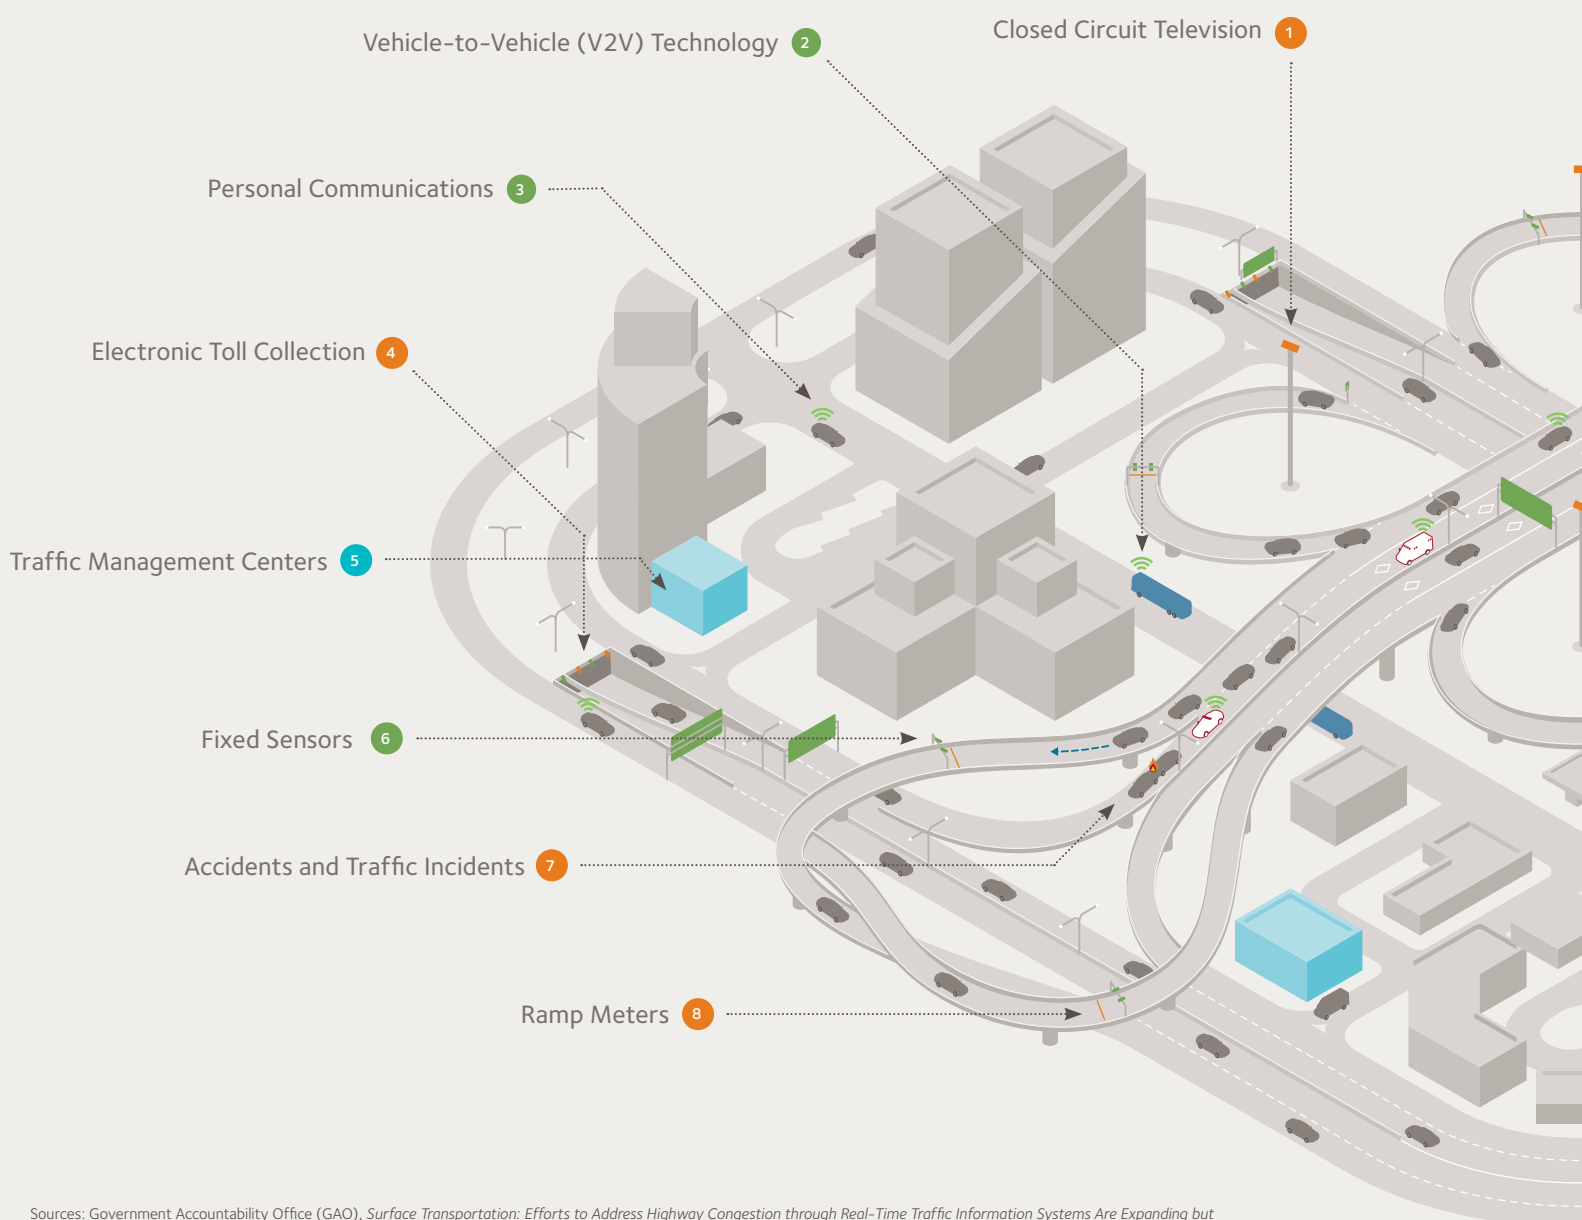 Closed Circuit Television 1
Vehicle-to-Vehicle (V2V) Technology 2
Personal Communications 3
Electronic Toll Collection 4
Traffic Management Centers 5
Fixed Sensors 6
Accidents and Traffic Incidents 7
Ramp Meters 8
Sources: Government Accountability Office (GAO), Surface Transportation: Efforts to Address Highway Congestion through Real-Time Traffic Information Systems Are Expanding but